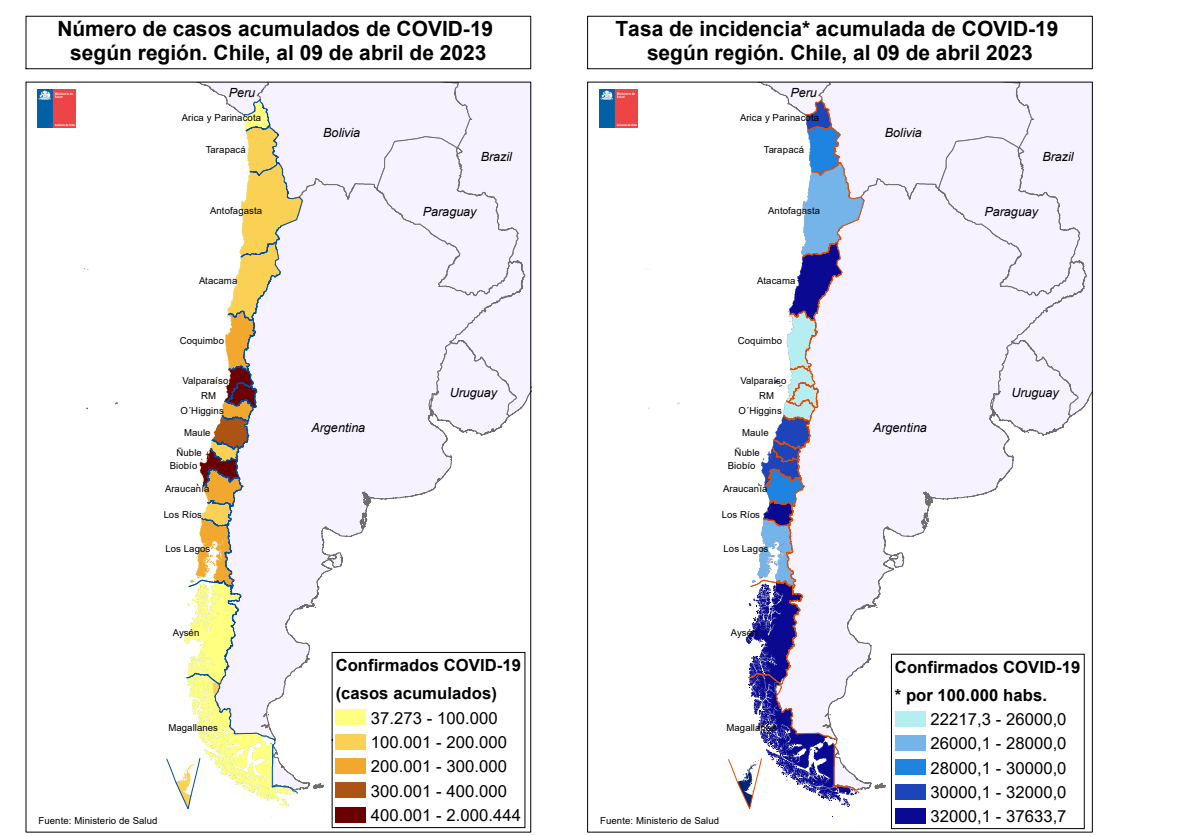 Número de casos acumulados de COVID-19
según región. Chile, al 09 de abril de 2023
Peru
Arica y Parinacota
Bolivia
Tarapacá
Brazil
Antofagasta
Paraguay
Atacama
Coquimbo
Valparaíso
RM
Uruguay
O´Higgins
Argentina
Maule
Ñuble
Biobío
Araucanía
Los Ríos
Los Lagos
Aysén
Magallanes
Confirmados COVID-19
(casos acumulados)
37.273 - 100.000
100.001 - 200.000
200.001 - 300.000
300.001 - 400.000
400.001 - 2.000.444
Fuente: Ministerio de Salud
Tasa de incidencia* acumulada de COVID-19
según región. Chile, al 09 de abril 2023
Peru
Arica y Parinacota
Bolivia
Tarapacá
Brazil
Antofagasta
Paraguay
Atacama
Coquimbo
Valparaíso
RM
Uruguay
O´Higgins
Argentina
Maule
Ñuble
Biobío
Araucanía
Los Ríos
Los Lagos
Aysén
Magallanes
Confirmados COVID-19
* por 100.000 habs.
22217,3 - 26000,0
26000,1 - 28000,0
28000,1 - 30000,0
30000,1 - 32000,0
32000,1 - 37633,7
Fuente: Ministerio de Salud